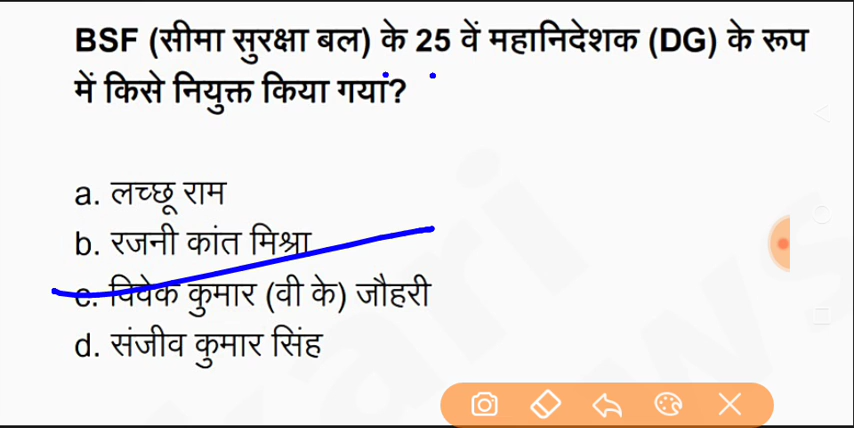 BSF (सीमा सुरक्षा बल) के 25 वें महानिदेशक (DG) के रूप
में किसे नियुक्त किया गया?
a. लच्छू राम
b. रजनी कांत मिश्रा
c. विवेक कुमार (वी के) जौहरी
d. संजीव कुमार सिंह